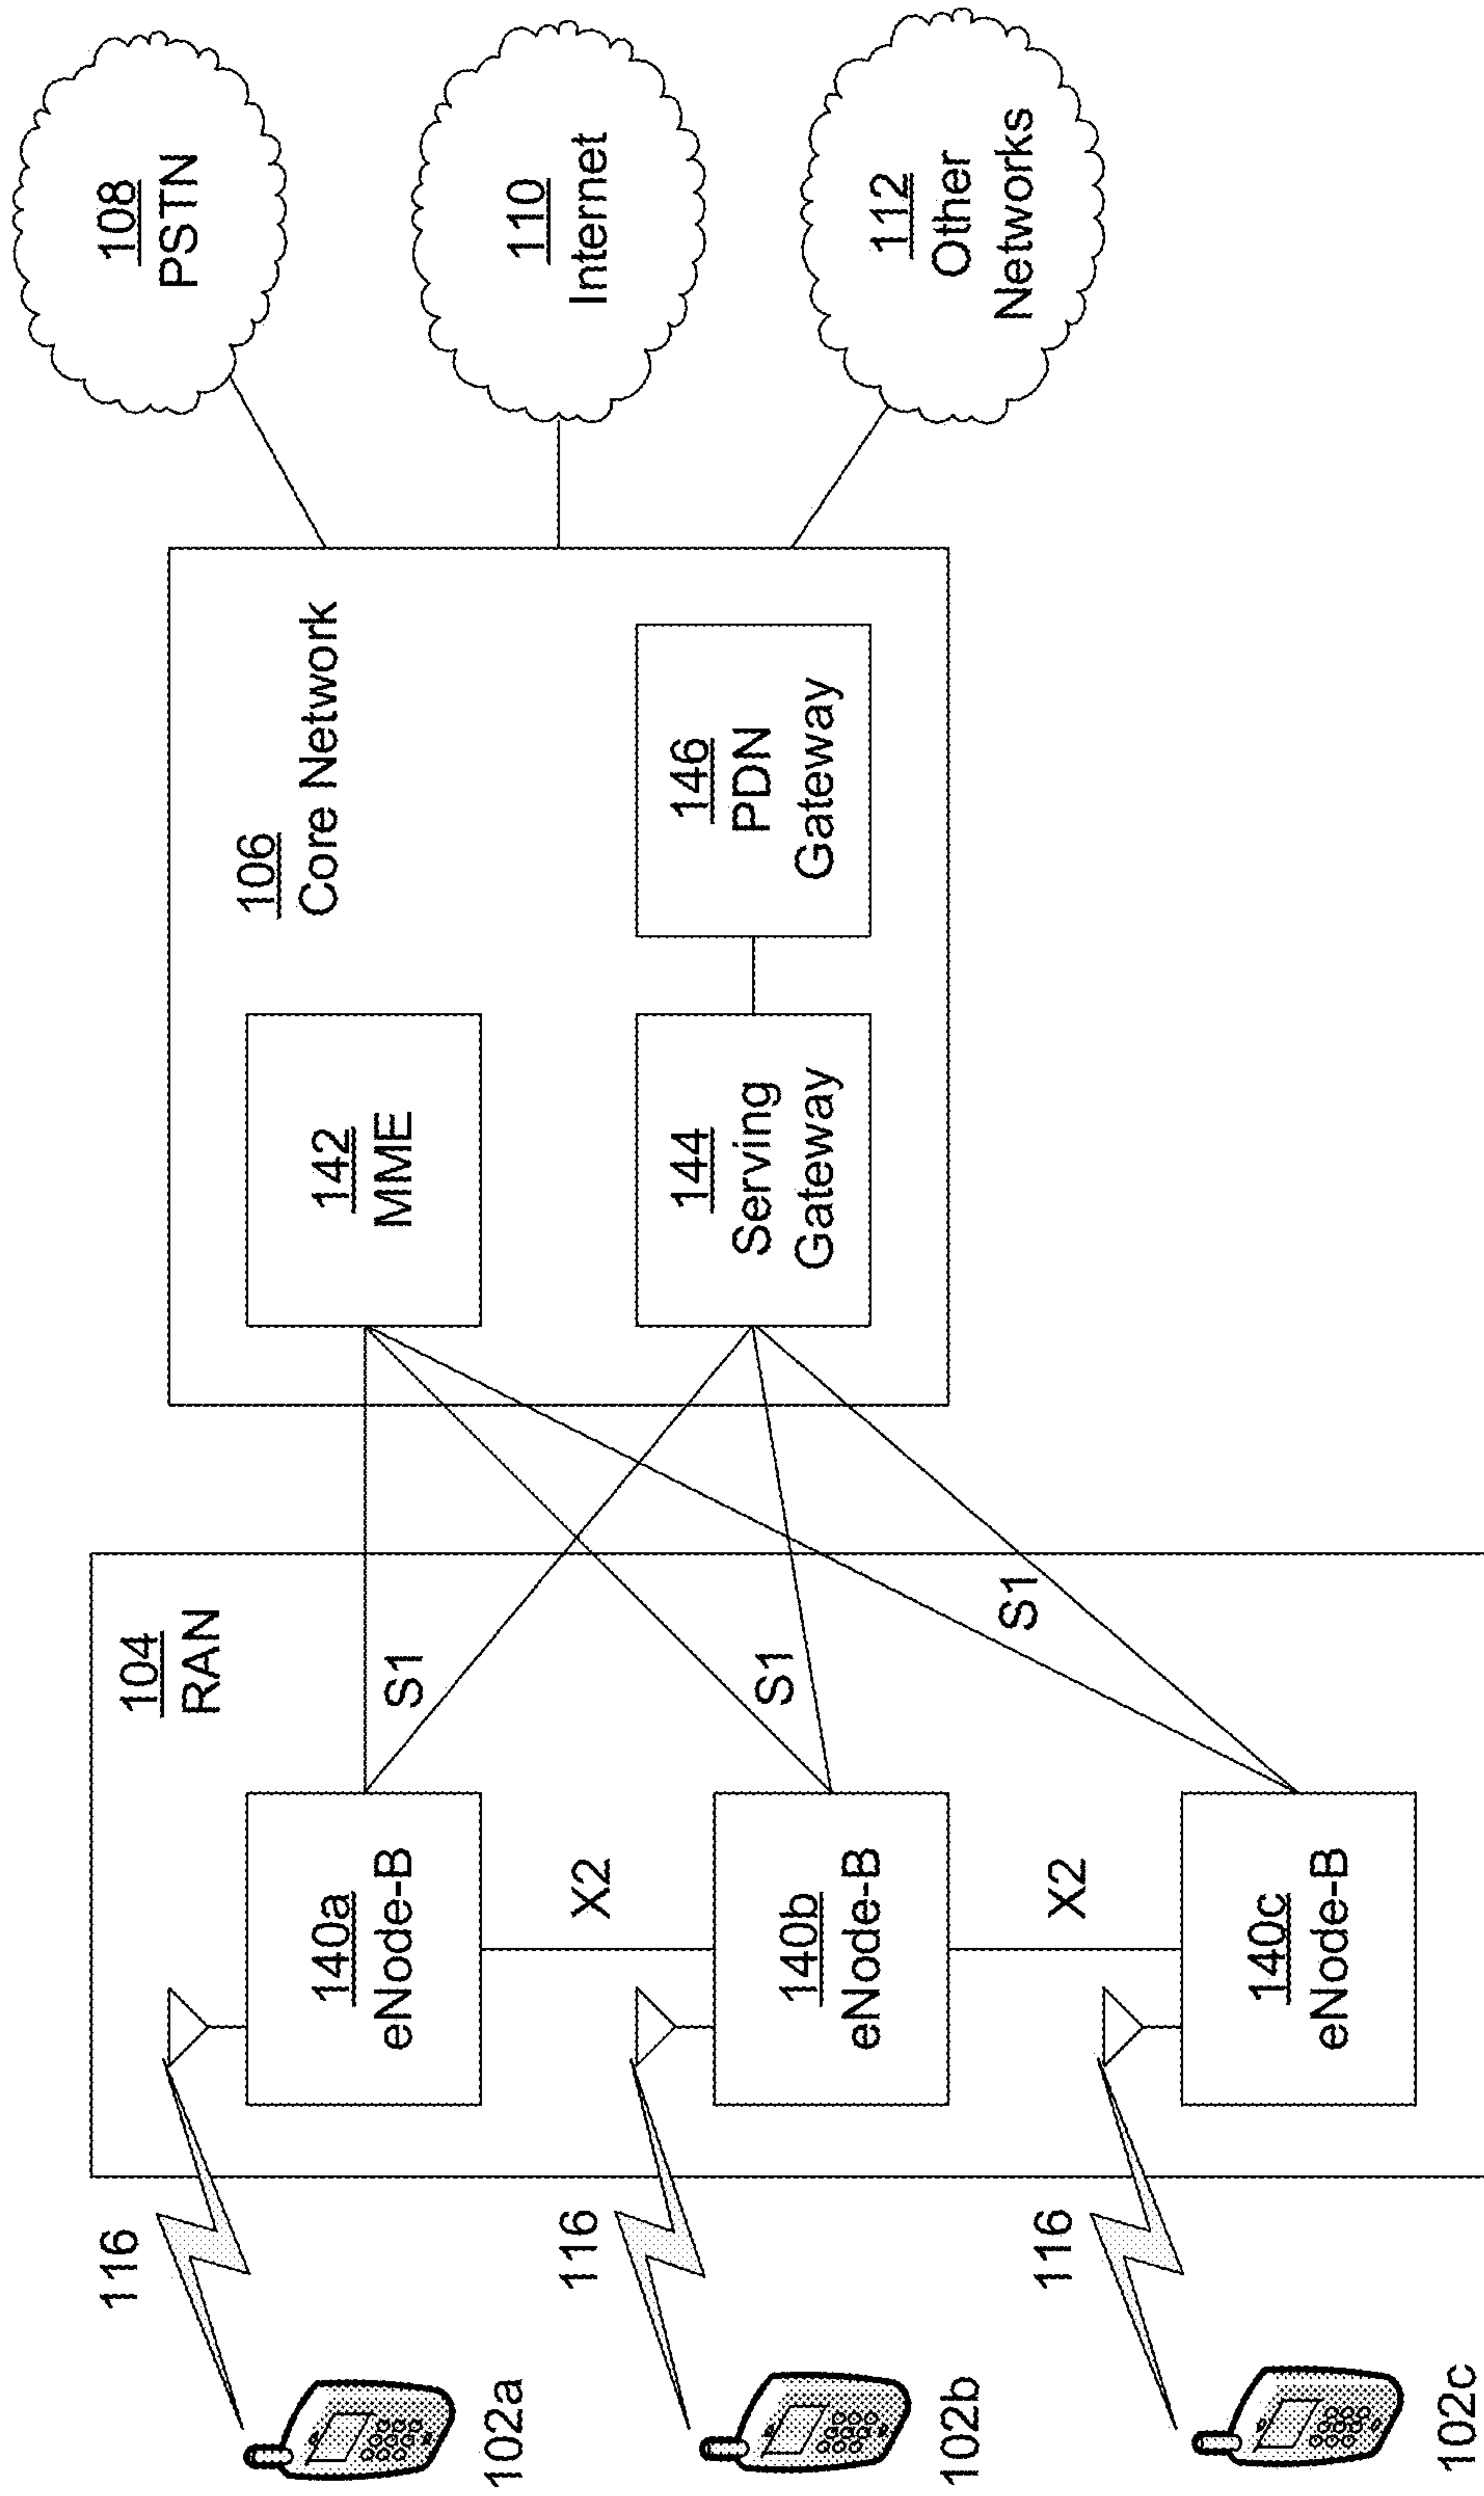 102a
116
104
RAN
140a
eNode-B
S1
X2
102b
116
140b
eNode-B
S1
X2
102c
116
140c
eNode-B
S1
106
Core Network
142
MME
144
Serving
Gateway
146
PDN
Gateway
108
PSTN
110
Internet
112
Other
Networks